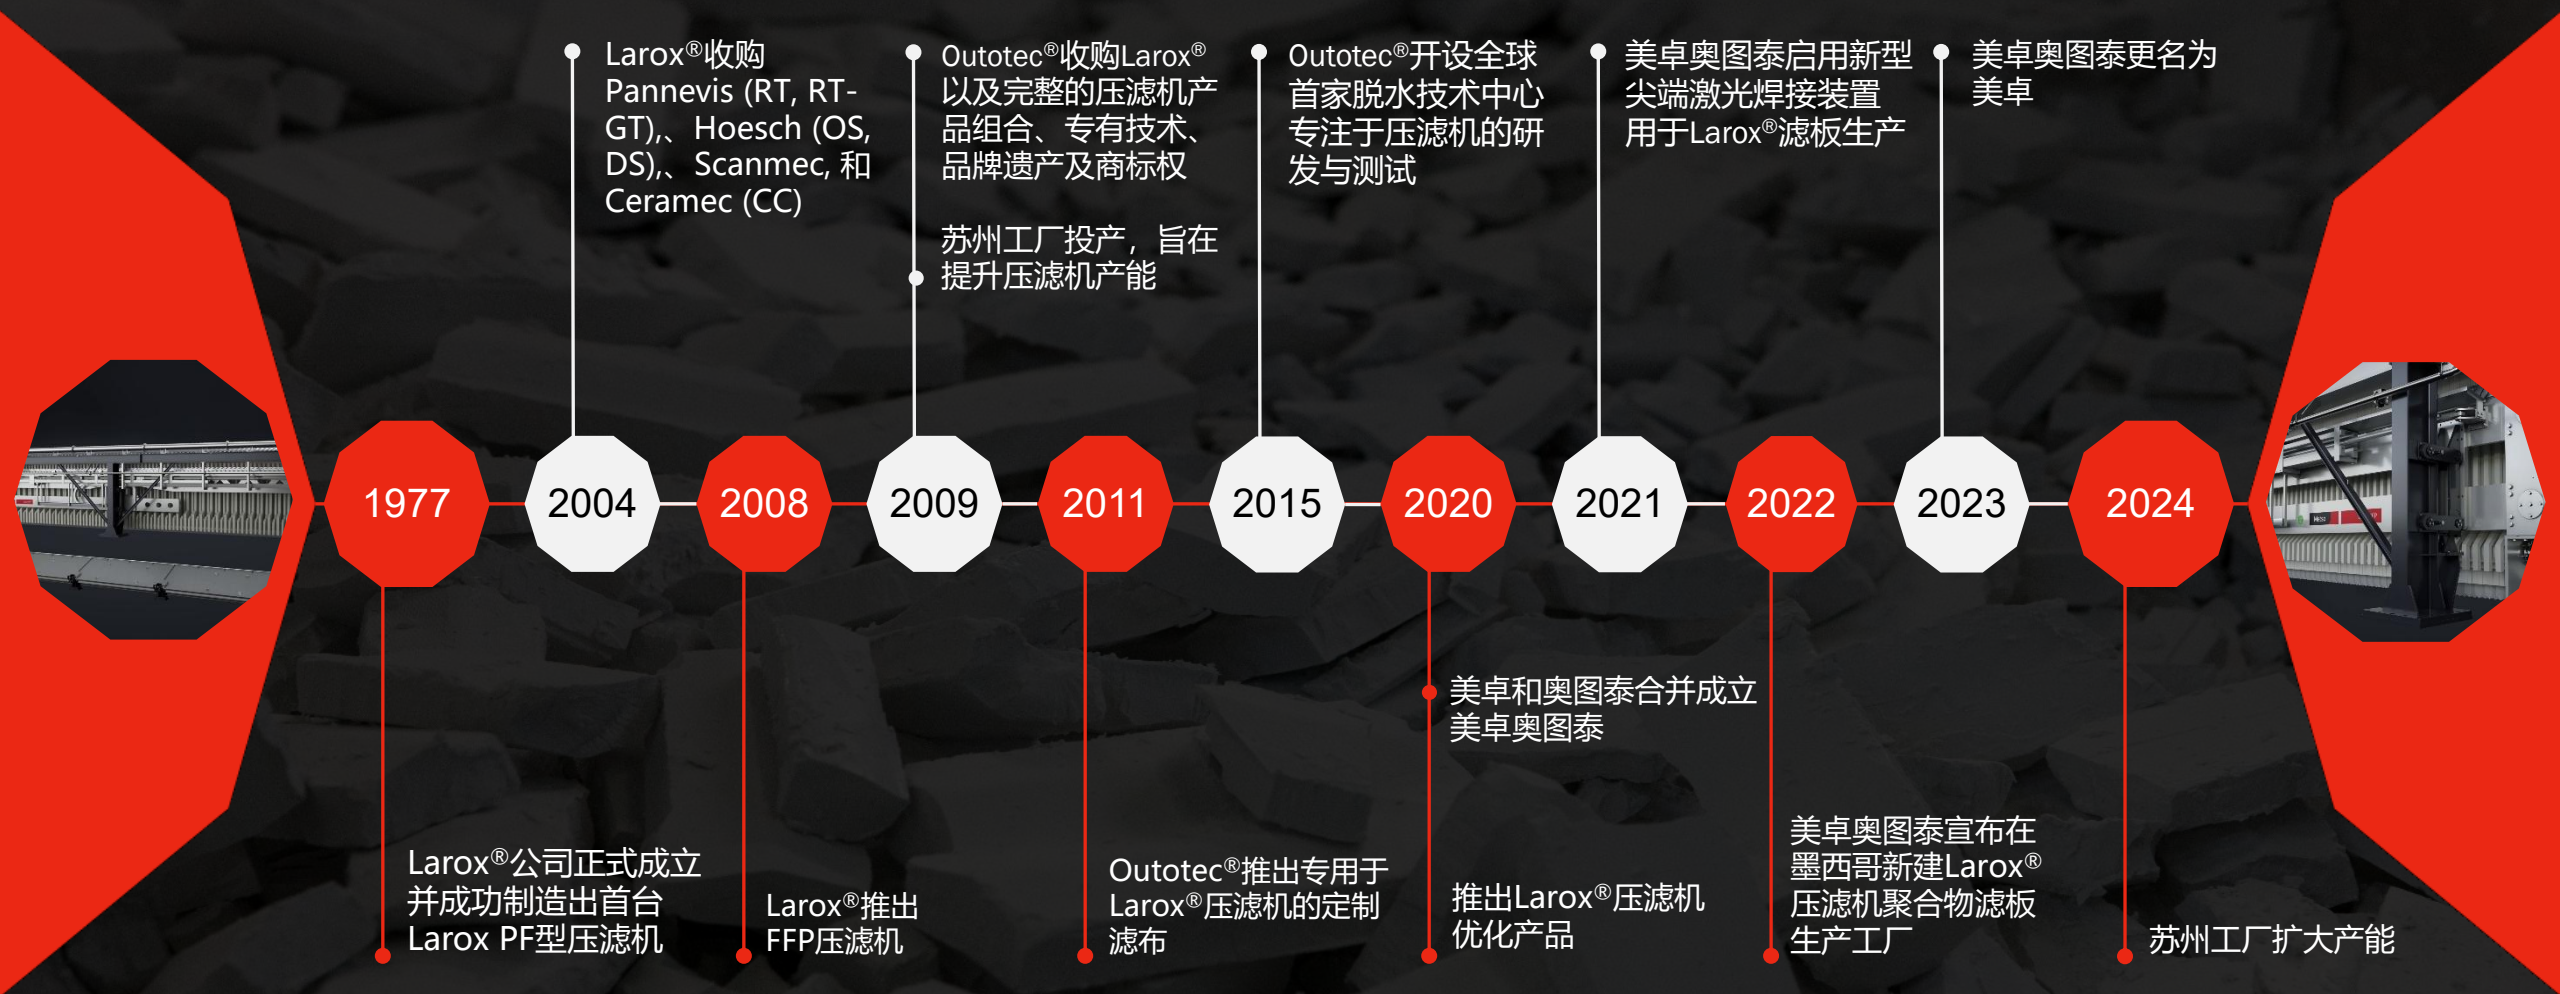 Larox®收购
Pannevis (RT, RT-
GT),、Hoesch (OS,
DS),、Scanmec, 和
Ceramec (CC)
Outotec®收购Larox®
以及完整的压滤机产
品组合、专有技术、
品牌遗产及商标权
苏州工厂投产，旨在
提升压滤机产能
Outotec®开设全球
首家脱水技术中心
专注于压滤机的研
发与测试
美卓奥图泰启用新型
尖端激光焊接装置
用于Larox®滤板生产
美卓奥图泰更名为
美卓
1977
2004
2008
2009
2011
2015
2020
2021
2022
2023
2024
Larox®公司正式成立
并成功制造出首台
Larox PF型压滤机
Larox®推出
FFP压滤机
Outotec®推出专用于
Larox®压滤机的定制
滤布
美卓和奥图泰合并成立
美卓奥图泰
推出Larox®压滤机
优化产品
美卓奥图泰宣布在
墨西哥新建Larox®
压滤机聚合物滤板
生产工厂
苏州工厂扩大产能